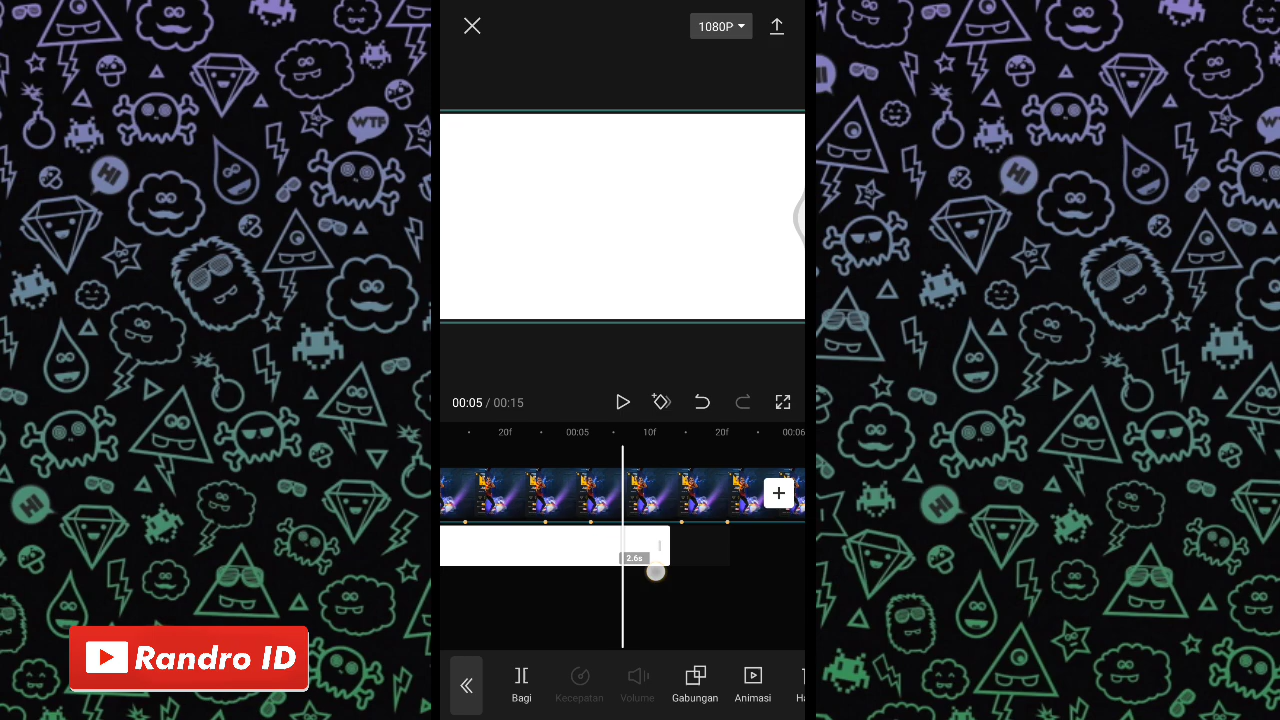 1080P
WTF
HI
HI
HI
00:05 / 00:15
20f
00:05
10f
20f
00:06
2.6s
HI
HI
Randro ID
Bagi
Kecepatan
Volume
Gabungan
Animasi